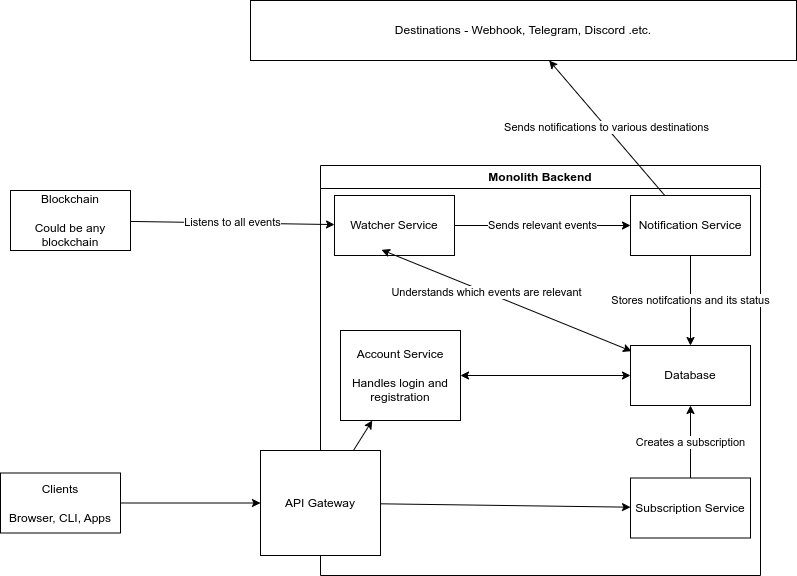 Destinations - Webhook, Telegram, Discord .etc.
Sends notifications to various destinations
Monolith Backend
Blockchain
Could be any
blockchain
Listens to all events
Watcher Service
Sends relevant events
Notification Service
Understands which events are relevant
Stores notifcations and its status
Account Service
Handles login and
registration
Database
Creates a subscription
Clients
Browser, CLI, Apps
API Gateway
Subscription Service